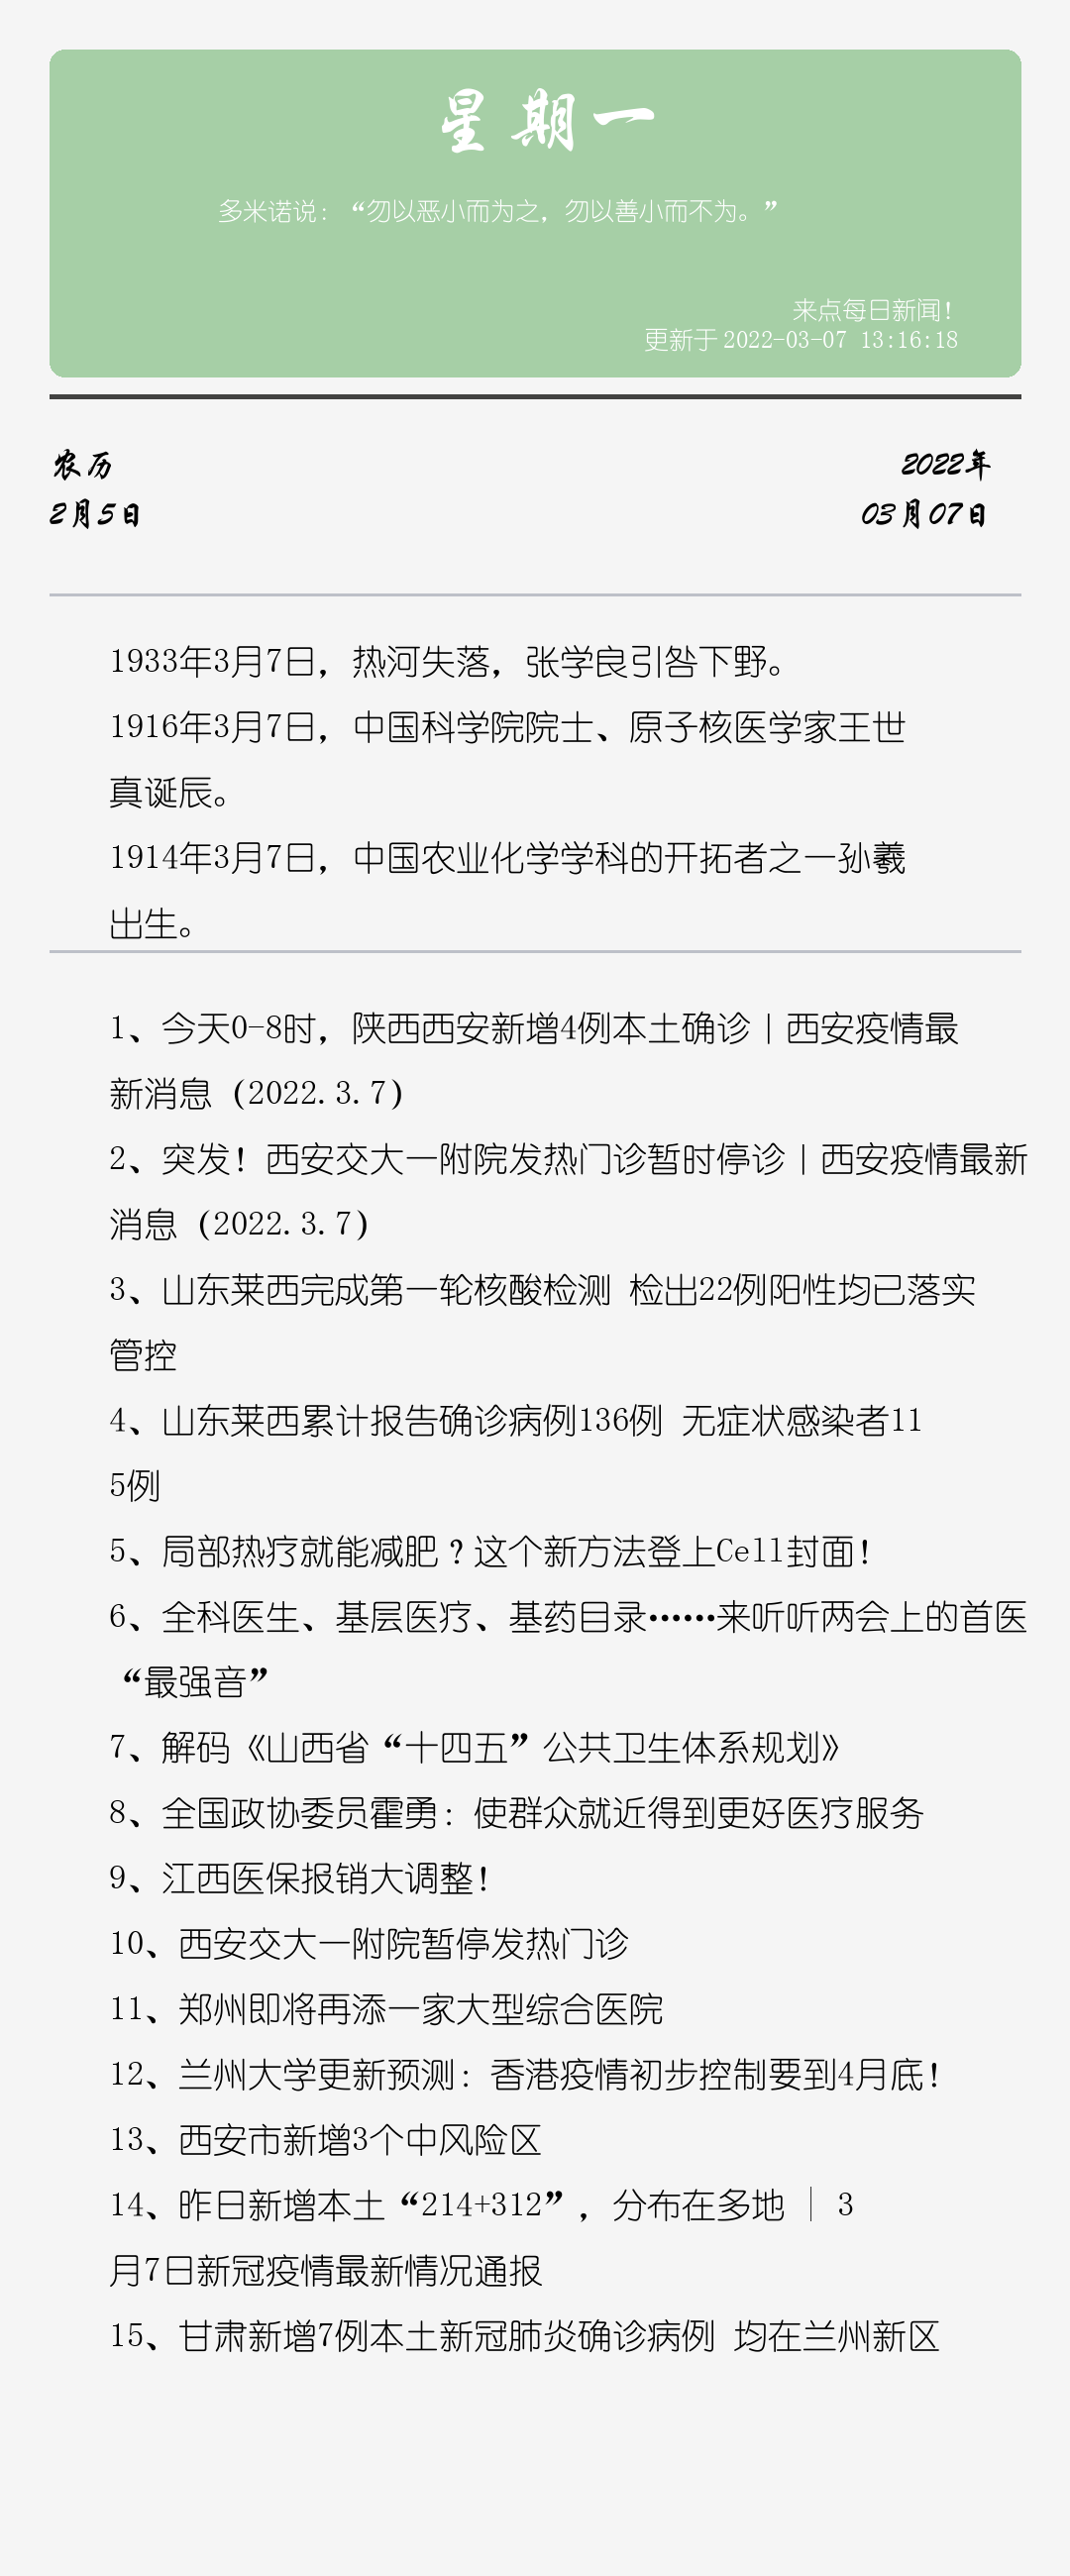 星期一
多米诺说：“勿以恶小而为之，勿以善小而不为。”
来点每日新闻！
更新于 2022-03-07 13:16:18
农历
2022年
2月5日
03月07日
1933年3月7日，热河失落，张学良引咎下野。
1916年3月7日，中国科学院院士、原子核医学家王世
真诞辰。
1914年3月7日，中国农业化学学科的开拓者之一孙羲
出生。
1、今天0-8时，陕西西安新增4例本土确诊丨西安疫情最
新消息（2022.3.7）
2、突发！西安交大一附院发热门诊暂时停诊丨西安疫情最新
消息（2022.3.7）
3、山东莱西完成第一轮核酸检测 检出22例阳性均已落实
管控
4、山东莱西累计报告确诊病例136例 无症状感染者11
5例
5、局部热疗就能减肥？这个新方法登上Cell封面！
6、全科医生、基层医疗、基药目录……来听听两会上的首医
“最强音”
7、解码《山西省“十四五”公共卫生体系规划》
8、全国政协委员霍勇：使群众就近得到更好医疗服务
9、江西医保报销大调整！
10、西安交大一附院暂停发热门诊
11、郑州即将再添一家大型综合医院
12、兰州大学更新预测：香港疫情初步控制要到4月底！
13、西安市新增3个中风险区
14、昨日新增本土“214+312”，分布在多地 | 3
月7日新冠疫情最新情况通报
15、甘肃新增7例本土新冠肺炎确诊病例 均在兰州新区